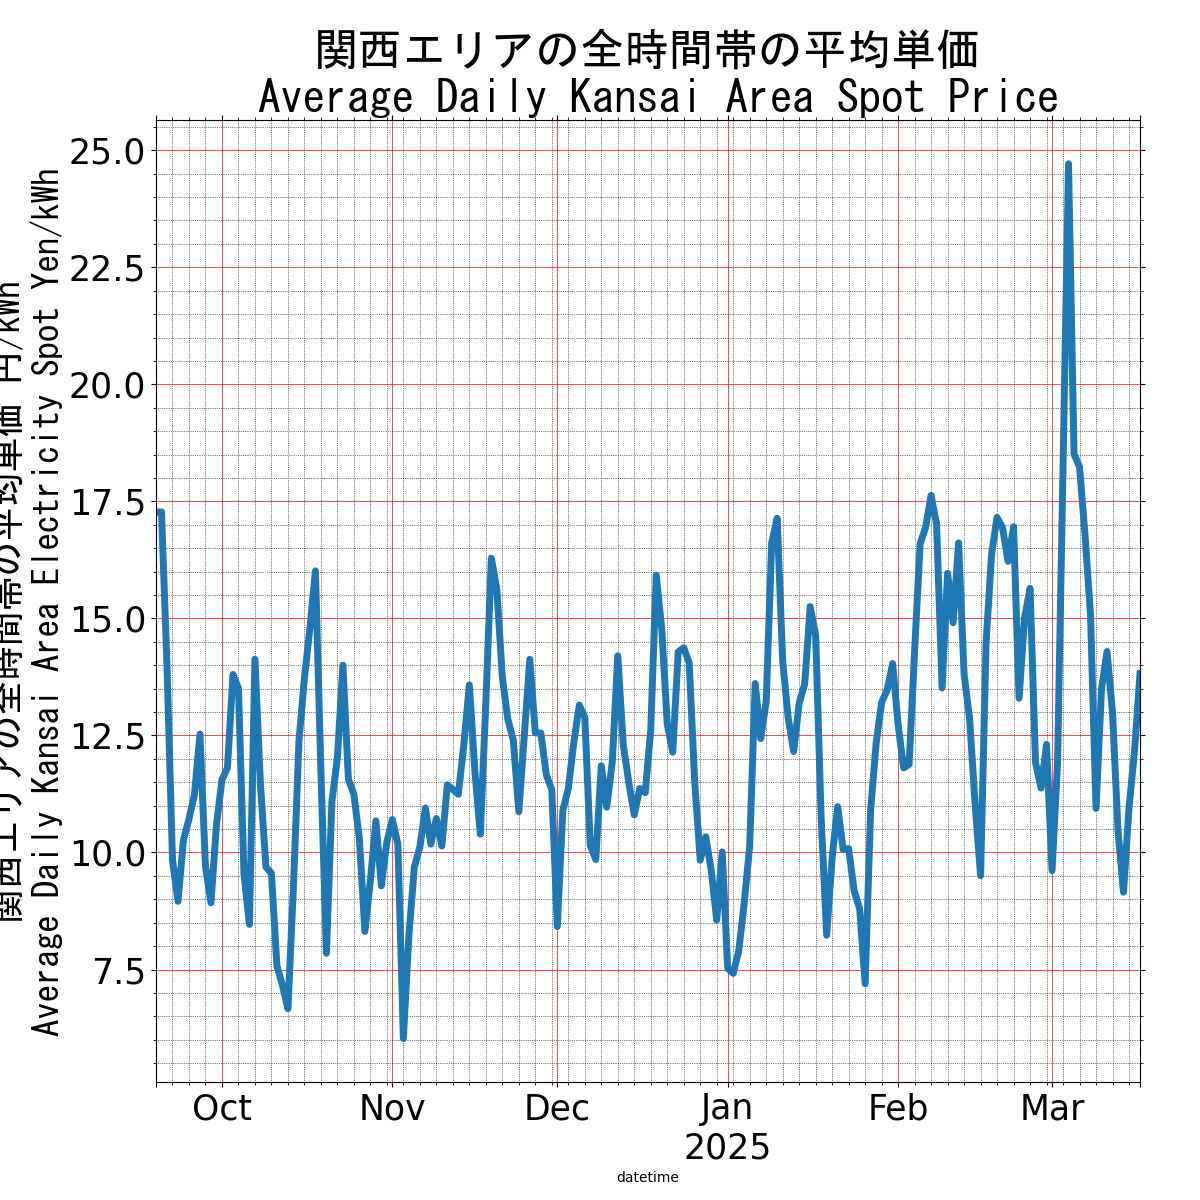 関西エリアの全時間帯の平均単価
Average Daily Kansai Area Spot Price
関西エリアの全時間帯の平均単価 円/kWh
Average Daily Kansai Area Electricity Spot Yen/kWh
25.0
22.5
20.0
17.5
15.0
12.5
10.0
7.5
Oct
Nov
Dec
Jan
Feb
Mar
2025
datetime